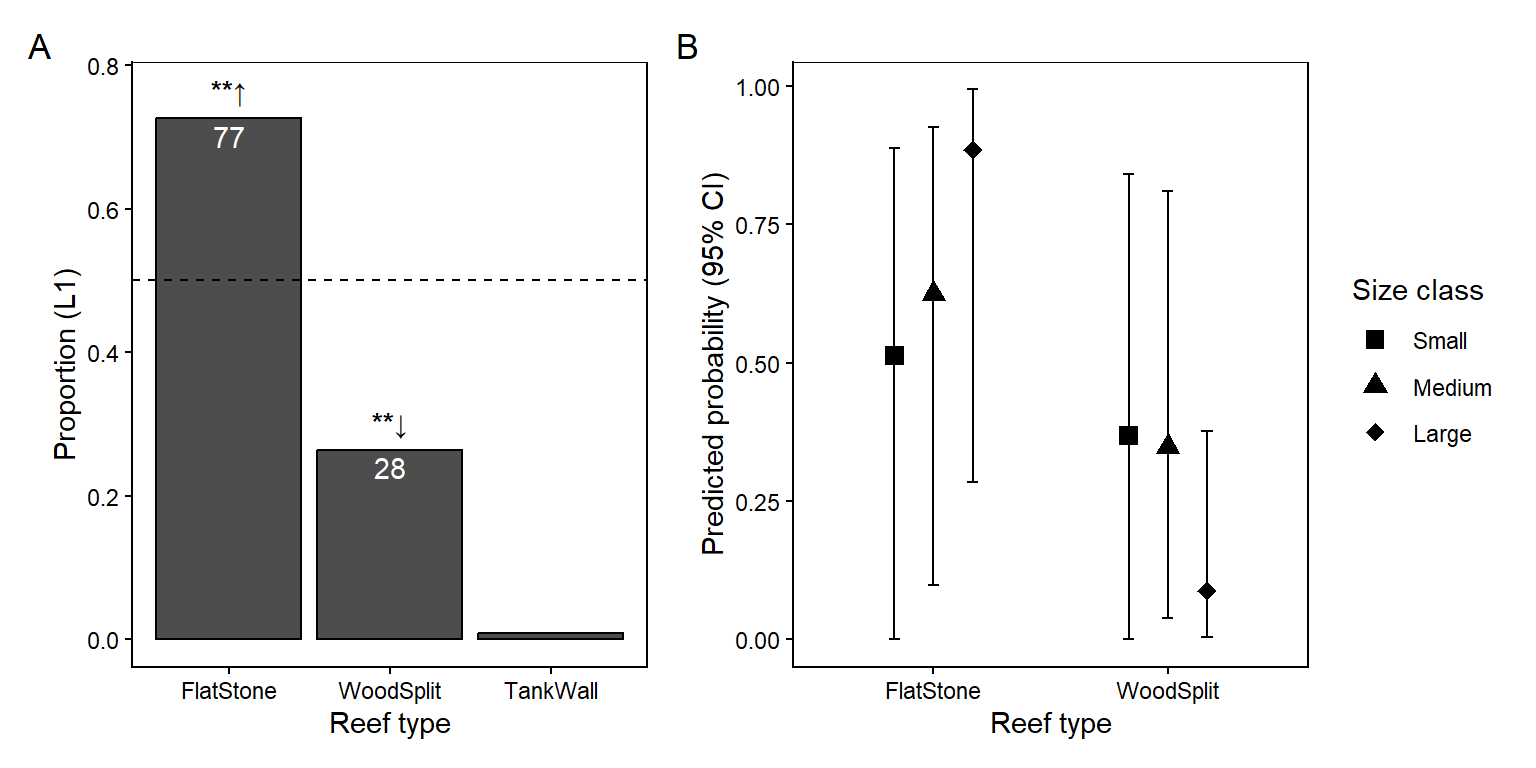 A
Proportion (L1)
0.8
0.6
0.4
0.2
0.0
**↑
77
**↓
28
FlatStone WoodSplit TankWall
Reef type
B
Predicted probability (95% CI)
1.00
0.75
0.50
0.25
0.00
FlatStone WoodSplit
Reef type
Size class
Small
Medium
Large